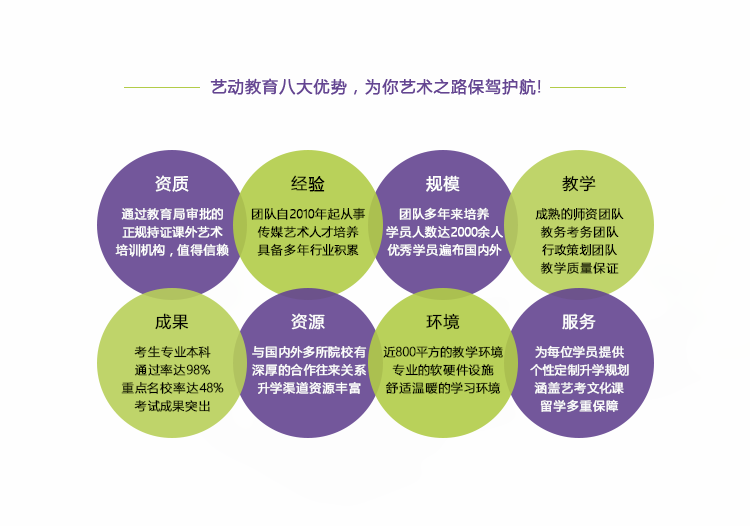 艺动教育八大优势，为你艺术之路保驾护航!
资质
通过教育局审批的
正规持证课外艺术
培训机构，值得信赖
经验
团队自2010年起从事
传媒艺术人才培养
具备多年行业积累
规模
团队多年来培养
学员人数达2000余人
优秀学员遍布国内外
教学
成熟的师资团队
教务考务团队
行政策划团队
教学质量保证
成果
考生专业本科
通过率达98%
重点名校率达48%
考试成果突出
资源
与国内外多所院校有
深厚的合作往来关系
升学渠道资源丰富
环境
近800平方的教学环境
专业的软硬件设施
舒适温暖的学习环境
服务
为每位学员提供
个性定制升学规划
涵盖艺考文化课
留学多重保障